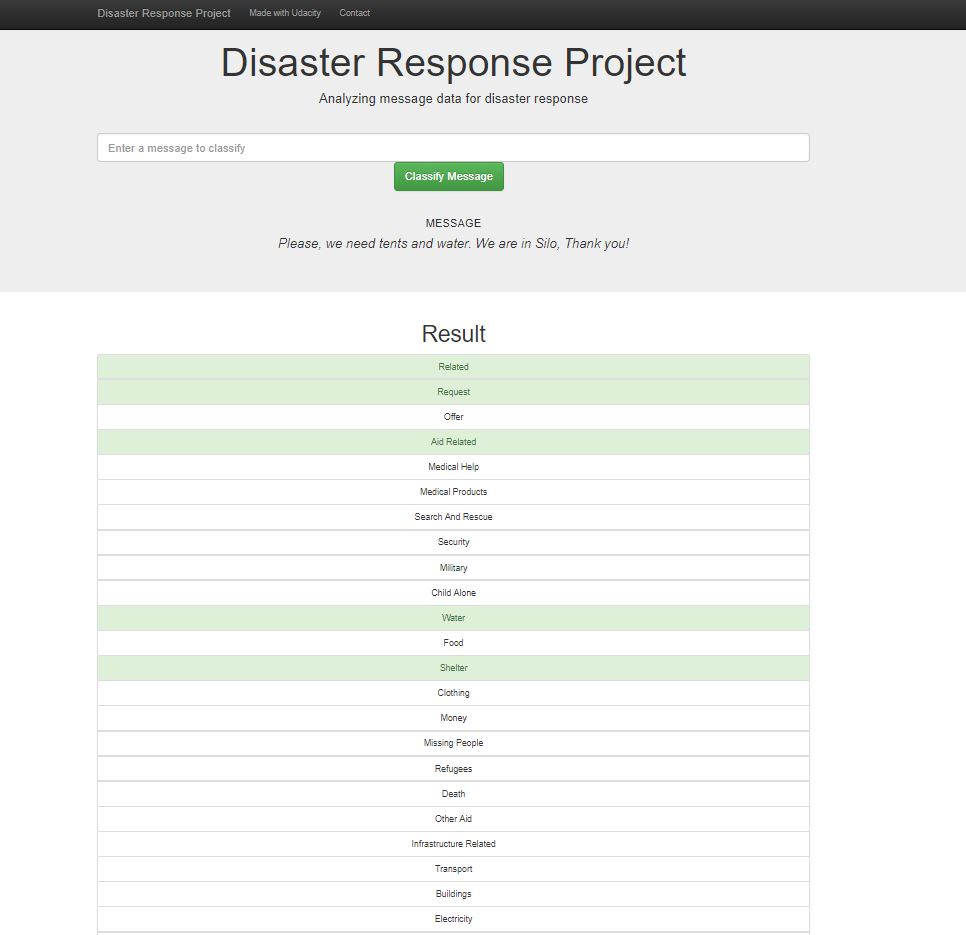 Disaster Response Project Made with Udacity Contact
Disaster Response Project
Analyzing message data for disaster response
Enter a message to classify
Classify Message
MESSAGE
Please, we need tents and water. We are in Silo, Thank you!
Result
Related
Request
Offer
Aid Related
Medical Help
Medical Products
Search And Rescue
Security
Military
Child Alone
Water
Food
Shelter
Clothing
Money
Missing People
Refugees
Death
Other Aid
Infrastructure Related
Transport
Buildings
Electricity